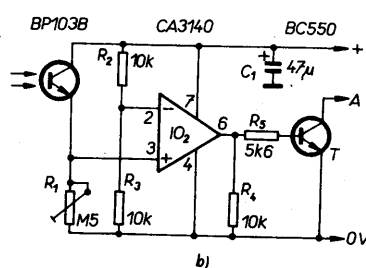 BP103B CA3140 BC550
R2 10k
C1 47µ
+
+
A
7
2 −
IO2
6
R5
5k6
T
3 +
4
R1
M5
R3
10k
R4
10k
0V
b)